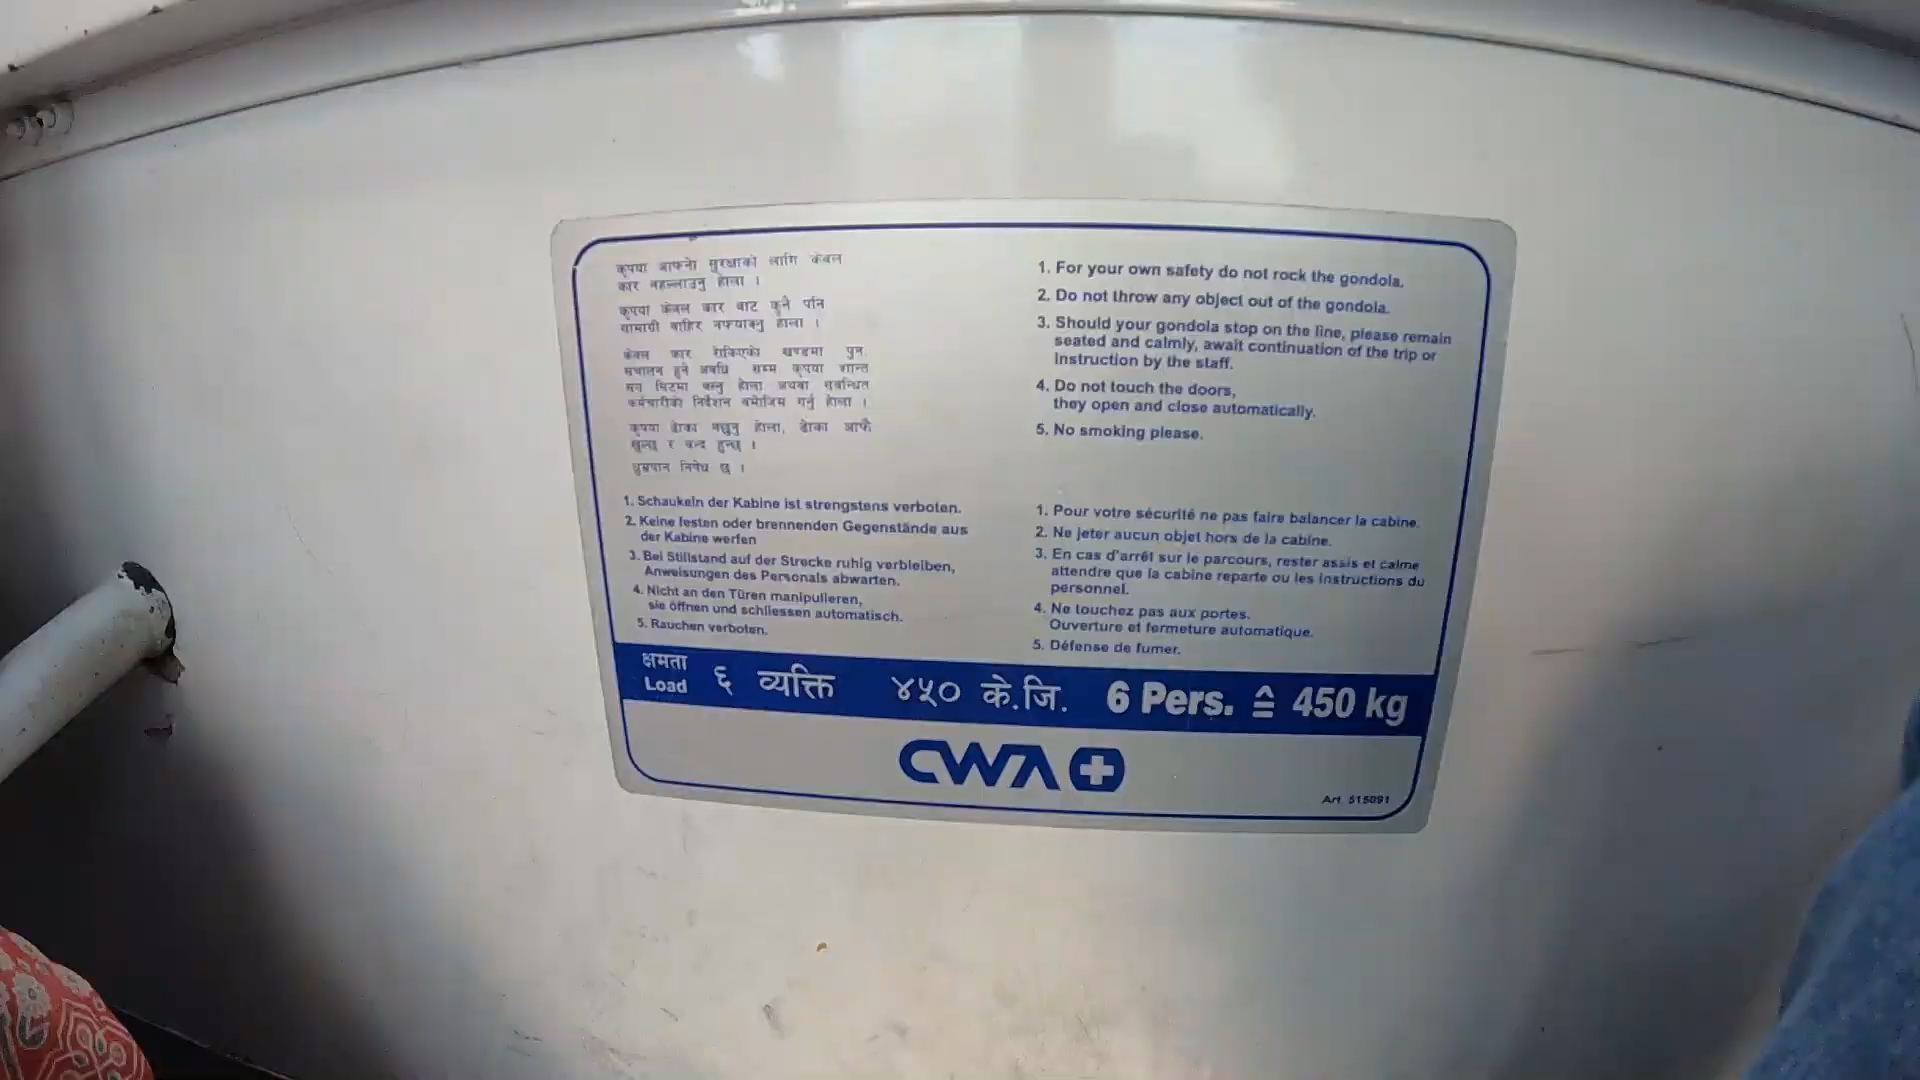 कृपया आफ्नो सुरक्षाको लागि केबल
कार नहल्लाउनु होला ।
कृपया केबल कार बाट कुनै पनि
सामाग्री बाहिर नफ्याक्नु होला ।
केबल कार रोकिएको खण्डमा पुन
संचालन हुने अवधि सम्म कृपया शान्त
संग सिटमा बस्नु होला अथवा सुबन्धित
कर्मचारीको निर्देशन बमोजिम गर्नु होला ।
कृपया ढोका नछुनु होला, ढोका आफै
खुल्छ र बन्द हुन्छ ।
धुम्रपान निषेध छ ।
1. For your own safety do not rock the gondola.
2. Do not throw any object out of the gondola.
3. Should your gondola stop on the line, please remain
seated and calmly, await continuation of the trip or
instruction by the staff.
4. Do not touch the doors,
they open and close automatically.
5. No smoking please.
1. Schaukeln der Kabine ist strengstens verboten.
2. Keine festen oder brennenden Gegenstände aus
der Kabine werfen
3. Bei Stillstand auf der Strecke ruhig verbleiben,
Anweisungen des Personals abwarten.
4. Nicht an den Türen manipulieren,
sie öffnen und schliessen automatisch.
5. Rauchen verboten.
1. Pour votre sécurité ne pas faire balancer la cabine.
2. Ne jeter aucun objet hors de la cabine.
3. En cas d'arrêt sur le parcours, rester assis et calme
attendre que la cabine reparte ou les instructions du
personnel.
4. Ne touchez pas aux portes.
Ouverture et fermeture automatique.
5. Défense de fumer.
क्षमता ६ व्यक्ति ४५० के.जि.
Load 6 Pers. ≙ 450 kg
CWA
Art. 515091